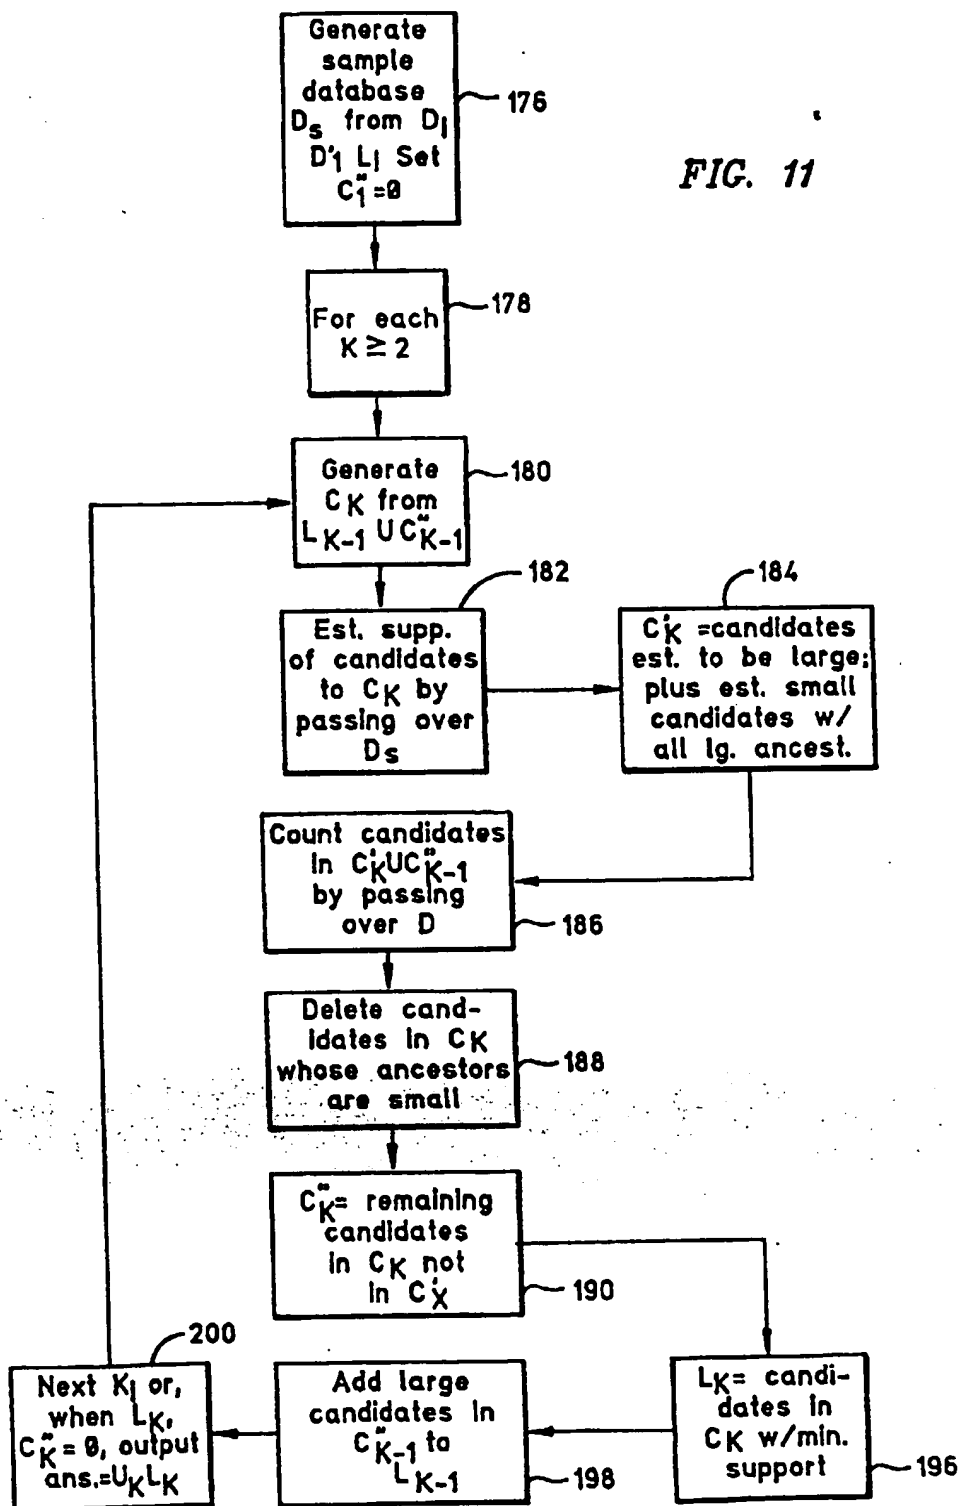 Generate
sample
database
Ds from D1
D'1 L1 Set
C"1=0
176
FIG. 11
For each
K ≧ 2
178
Generate
CK from
LK-1 UC"K-1
180
Est. supp.
of candidates
to CK by
passing over
Ds
182
C'K =candidates
est. to be large;
plus est. small
candidates w/
all lg. ancest.
184
Count candidates
in C'KUC"K-1
by passing
over D
186
Delete cand-
idates in CK
whose ancestors
are small
188
C"K= remaining
candidates
in CK not
in C'X
190
LK= candi-
dates in
CK w/min.
support
196
Add large
candidates in
C"K-1 to
LK-1
198
Next K1 or,
when LK,
C"K = 0, output
ans.=UKLK
200